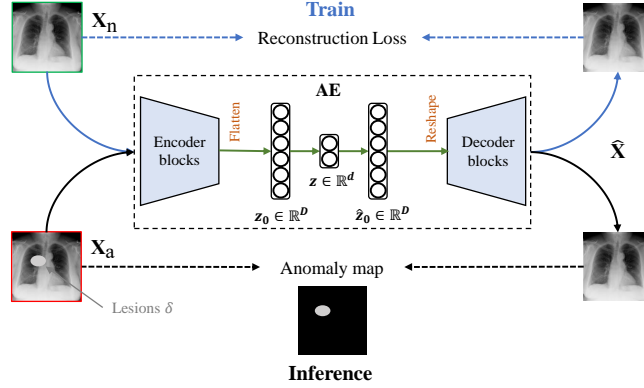 Train
Xₙ
Reconstruction Loss
AE
Encoder
blocks
Flatten
z ∈ ℝᵈ
Reshape
Decoder
blocks
X̂
z₀ ∈ ℝᴰ
ẑ₀ ∈ ℝᴰ
Xₐ
Anomaly map
Lesions δ
Inference